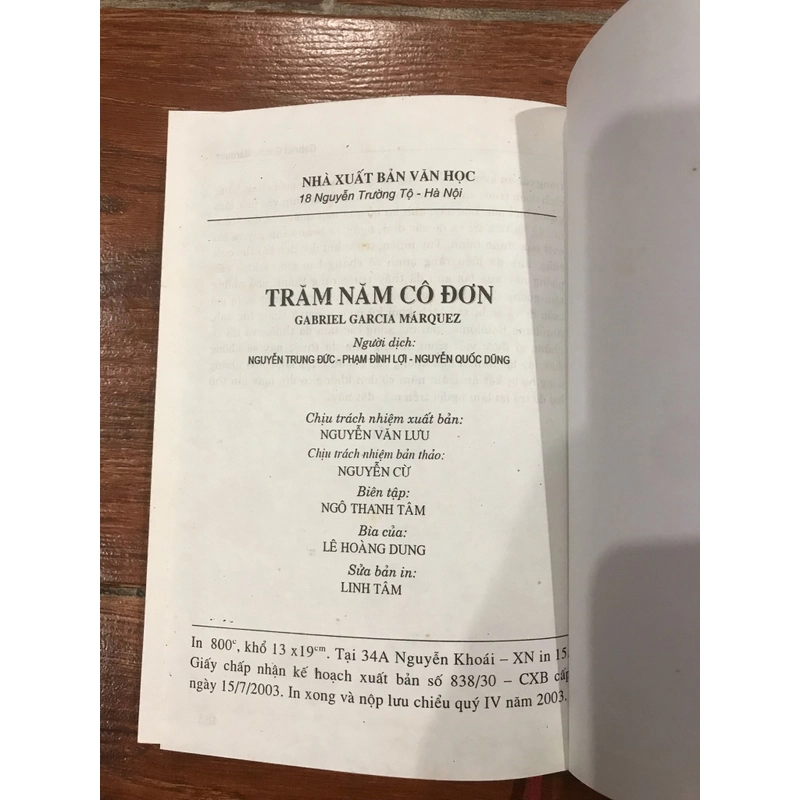 NHÀ XUẤT BẢN VĂN HỌC
18 Nguyễn Trường Tộ - Hà Nội
TRĂM NĂM CÔ ĐƠN
GABRIEL GARCIA MÁRQUEZ
Người dịch:
NGUYỄN TRUNG ĐỨC - PHẠM ĐÌNH LỢI - NGUYỄN QUỐC DŨNG
Chịu trách nhiệm xuất bản:
NGUYỄN VĂN LƯU
Chịu trách nhiệm bản thảo:
NGUYỄN CỪ
Biên tập:
NGÔ THANH TÂM
Bìa của:
LÊ HOÀNG DUNG
Sửa bản in:
LINH TÂM
In 800c, khổ 13 x19cm. Tại 34A Nguyễn Khoái – XN in 15.
Giấy chấp nhận kế hoạch xuất bản số 838/30 – CXB cấp
ngày 15/7/2003. In xong và nộp lưu chiểu quý IV năm 2003.